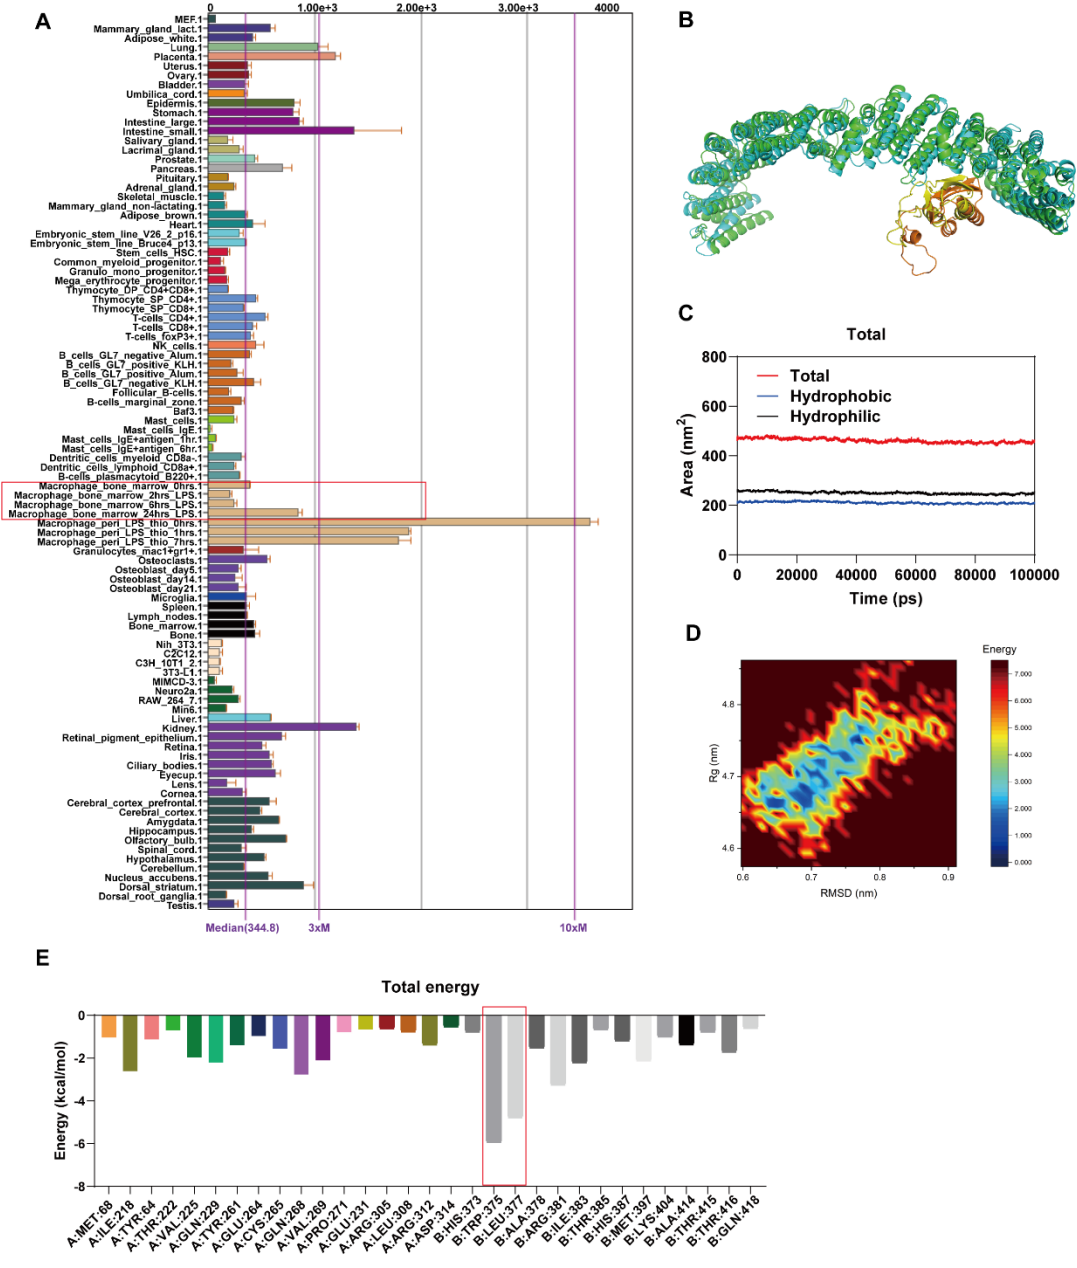 A
0 1.00e+3 2.00e+3 3.00e+3 4000
MEF.1
Mammary_gland_lact.1
Adipose_white.1
Lung.1
Placenta.1
Uterus.1
Ovary.1
Bladder.1
Umbilica_cord.1
Epidermis.1
Stomach.1
Intestine_large.1
Intestine_small.1
Salivary_gland.1
Lacrimal_gland.1
Prostate.1
Pancreas.1
Pituitary.1
Adrenal_gland.1
Skeletal_muscle.1
Mammary_gland_non-lactating.1
Adipose_brown.1
Heart.1
Embryonic_stem_line_V26_2_p16.1
Embryonic_stem_line_Bruce4_p13.1
Stem_cells_HSC.1
Common_myeloid_progenitor.1
Granulo_mono_progenitor.1
Mega_erythrocyte_progenitor.1
Thymocyte_DP_CD4+CD8+.1
Thymocyte_SP_CD4+.1
Thymocyte_SP_CD8+.1
T-cells_CD4+.1
T-cells_CD8+.1
T-cells_foxP3+.1
NK_cells.1
B_cells_GL7_negative_Alum.1
B_cells_GL7_positive_KLH.1
B_cells_GL7_positive_Alum.1
B_cells_GL7_negative_KLH.1
Follicular_B-cells.1
B-cells_marginal_zone.1
Baf3.1
Mast_cells.1
Mast_cells_IgE.1
Mast_cells_IgE+antigen_1hr.1
Mast_cells_IgE+antigen_6hr.1
Dentritic_cells_myeloid_CD8a-.1
Dentritic_cells_lymphoid_CD8a+.1
B-cells_plasmacytoid_B220+.1
Macrophage_bone_marrow_0hrs.1
Macrophage_bone_marrow_2hrs_LPS.1
Macrophage_bone_marrow_6hrs_LPS.1
Macrophage_bone_marrow_24hrs_LPS.1
Macrophage_peri_LPS_thio_0hrs.1
Macrophage_peri_LPS_thio_1hrs.1
Macrophage_peri_LPS_thio_7hrs.1
Granulocytes_mac1+gr1+.1
Osteoclasts.1
Osteoblast_day5.1
Osteoblast_day14.1
Osteoblast_day21.1
Microglia.1
Spleen.1
Lymph_nodes.1
Bone_marrow.1
Bone.1
Nih_3T3.1
C2C12.1
C3H_10T1_2.1
3T3-L1.1
MIMCD-3.1
Neuro2a.1
RAW_264_7.1
Min6.1
Liver.1
Kidney.1
Retinal_pigment_epithelium.1
Retina.1
Iris.1
Ciliary_bodies.1
Eyecup.1
Lens.1
Cornea.1
Cerebral_cortex_prefrontal.1
Cerebral_cortex.1
Amygdata.1
Hippocampus.1
Olfactory_bulb.1
Spinal_cord.1
Hypothalamus.1
Cerebellum.1
Nucleus_accubens.1
Dorsal_striatum.1
Dorsal_root_ganglia.1
Testis.1
Median(344.8) 3xM 10xM
B
C
Total
Total
Hydrophobic
Hydrophilic
Area (nm²)
800
600
400
200
0
0 20000 40000 60000 80000 100000
Time (ps)
D
Energy
Rg (nm)
4.8
4.7
4.6
0.6 0.7 0.8 0.9
RMSD (nm)
7.000
6.000
5.000
4.000
3.000
2.000
1.000
0.000
E
Total energy
Energy (kcal/mol)
0
-2
-4
-6
-8
A:MET:68
A:ILE:218
A:TYR:64
A:THR:222
A:VAL:225
A:GLN:229
A:TYR:261
A:GLU:264
A:CYS:265
A:GLN:268
A:VAL:269
A:PRO:271
A:GLU:231
A:ARG:305
A:LEU:309
A:ARG:312
A:ASP:314
B:HIS:373
B:TRP:375
B:LEU:377
B:ALA:378
B:ARG:381
B:ILE:383
B:THR:385
B:HIS:387
B:MET:397
B:LYS:404
B:ALA:414
B:THR:415
B:THR:416
B:GLN:418